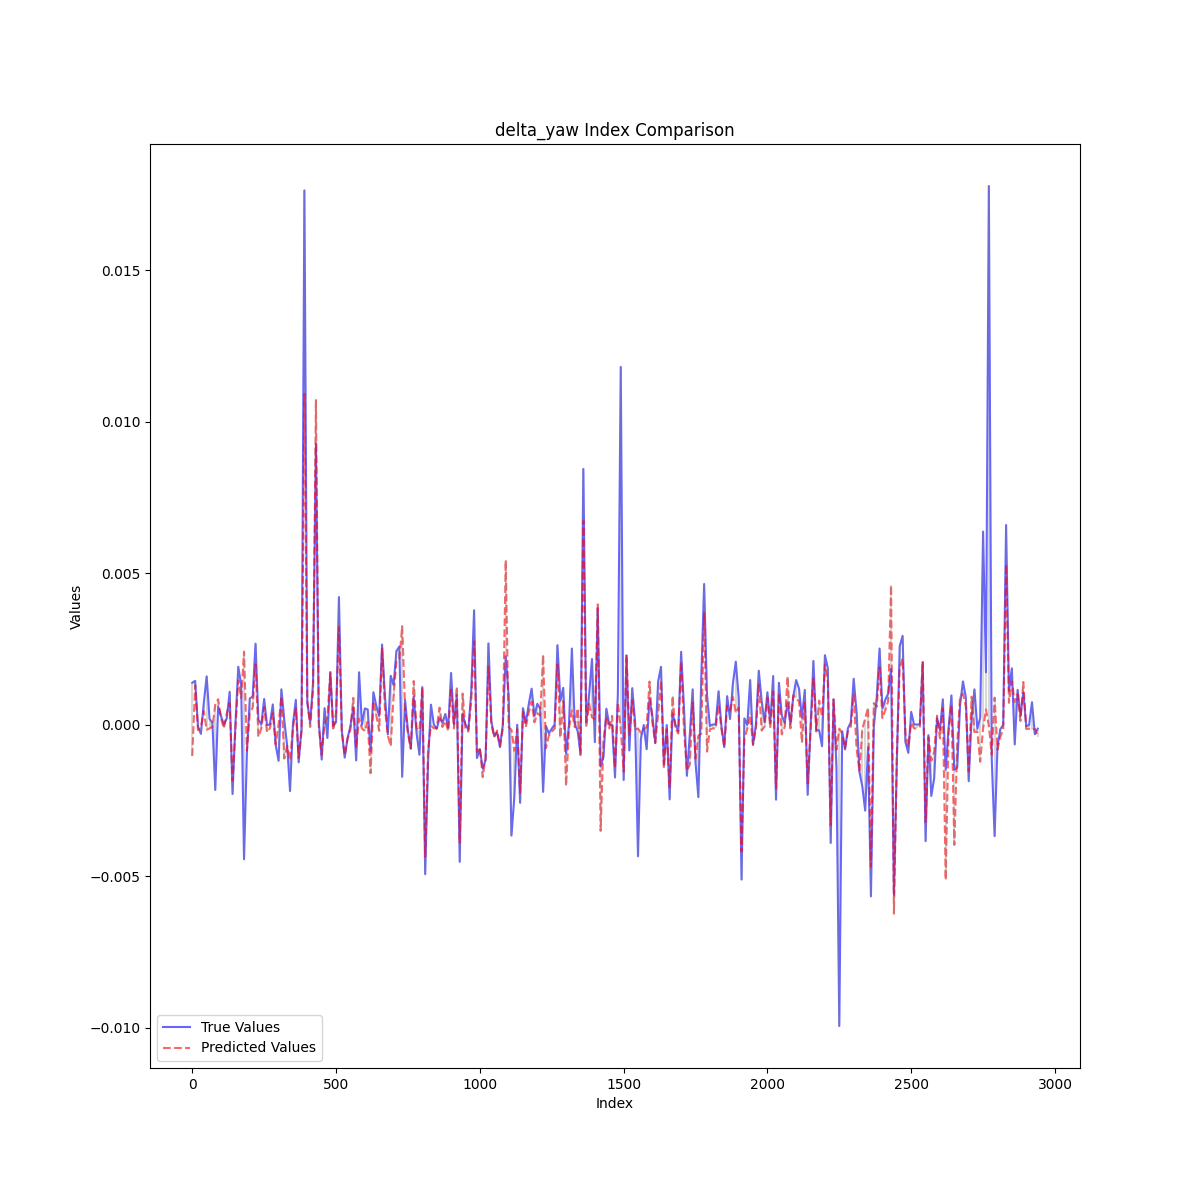 delta_yaw Index Comparison
0.015
0.010
0.005
0.000
−0.005
−0.010
Values
True Values
Predicted Values
0
500
1000
1500
2000
2500
3000
Index